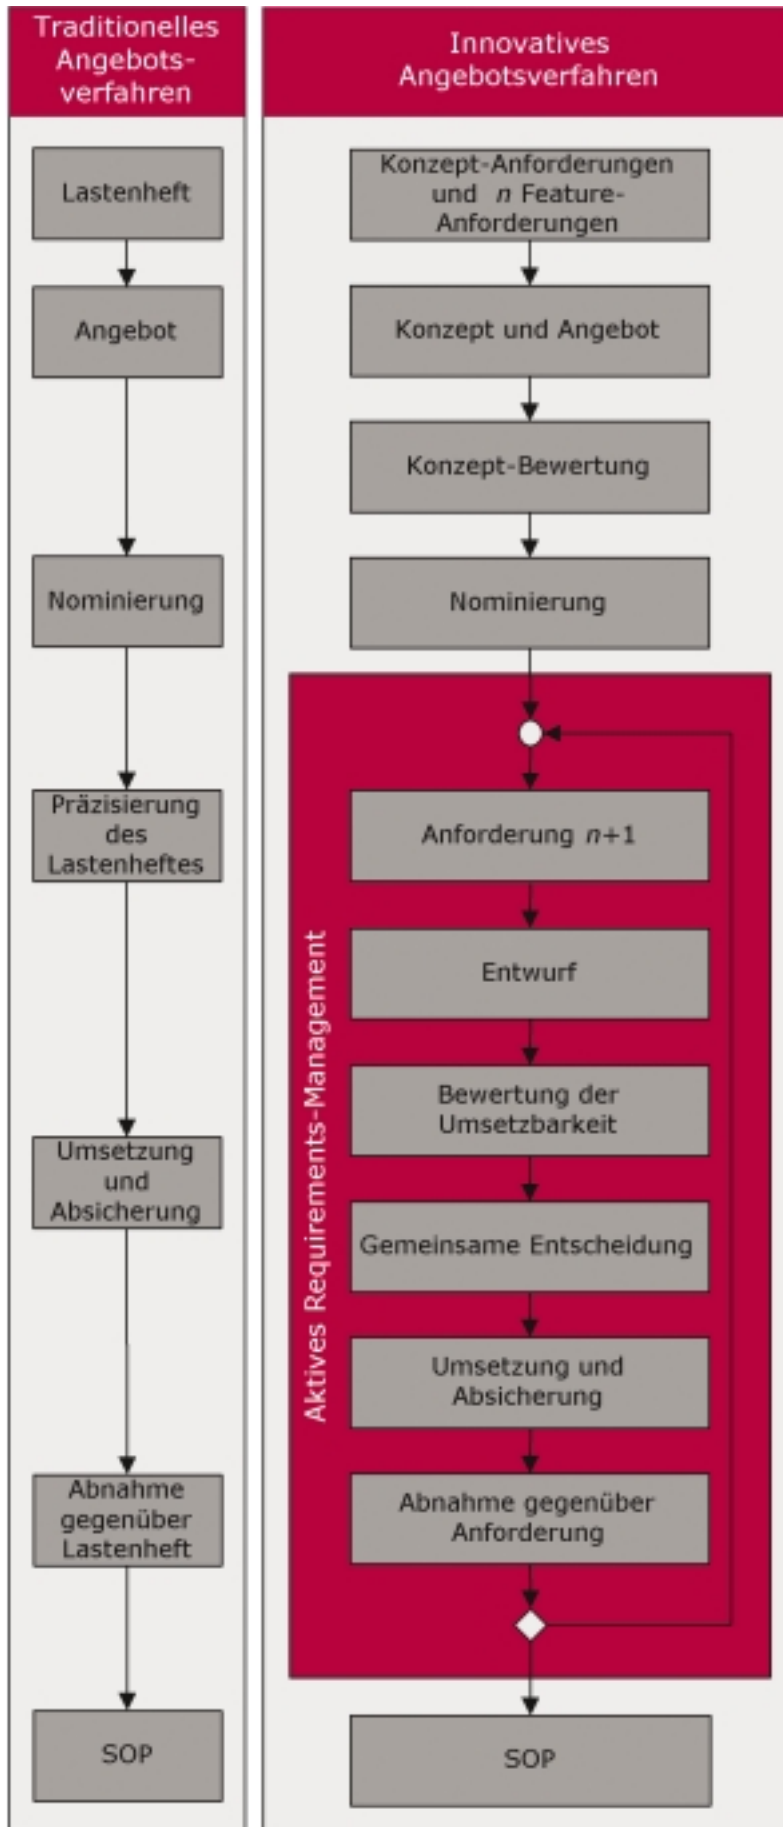 Traditionelles
Angebots-
verfahren
Lastenheft
Angebot
Nominierung
Präzisierung
des
Lastenheftes
Umsetzung
und
Absicherung
Abnahme
gegenüber
Lastenheft
SOP
Innovatives
Angebotsverfahren
Konzept-Anforderungen
und n Feature-
Anforderungen
Konzept und Angebot
Konzept-Bewertung
Nominierung
Aktives Requirements-Management
Anforderung n+1
Entwurf
Bewertung der
Umsetzbarkeit
Gemeinsame Entscheidung
Umsetzung und
Absicherung
Abnahme gegenüber
Anforderung
SOP